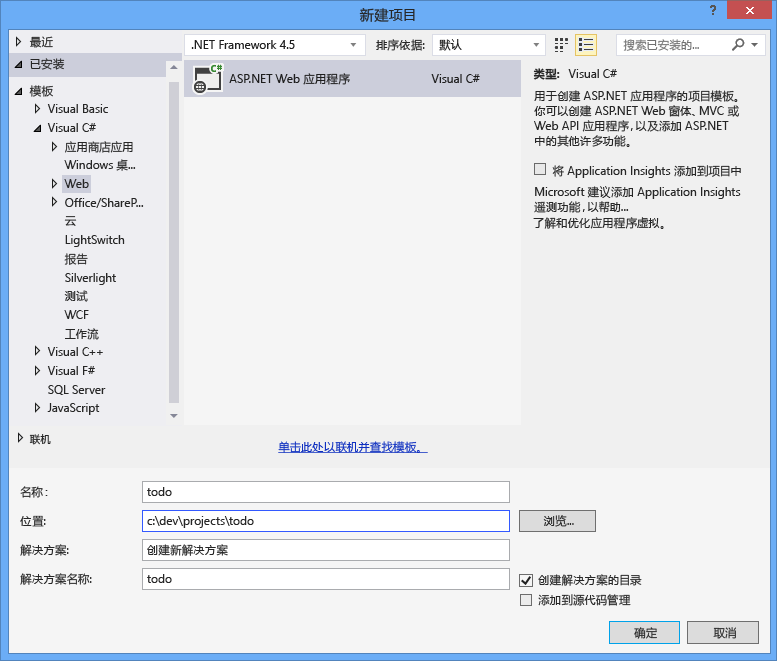 新建项目
?
最近
已安装
模板
Visual Basic
Visual C#
应用商店应用
Windows 桌...
Web
Office/ShareP...
云
LightSwitch
报告
Silverlight
测试
WCF
工作流
Visual C++
Visual F#
SQL Server
JavaScript
联机
.NET Framework 4.5
排序依据: 默认
搜索已安装的...
C#
ASP.NET Web 应用程序 Visual C#
类型: Visual C#
用于创建 ASP.NET 应用程序的项目模板。
你可以创建 ASP.NET Web 窗体、MVC 或
Web API 应用程序，以及添加 ASP.NET
中的其他许多功能。
将 Application Insights 添加到项目中
Microsoft 建议添加 Application Insights
遥测功能，以帮助...
了解和优化应用程序虚拟。
单击此处以联机并查找模板。
名称: todo
位置: c:\dev\projects\todo 浏览...
解决方案: 创建新解决方案
解决方案名称: todo
创建解决方案的目录
添加到源代码管理
确定 取消